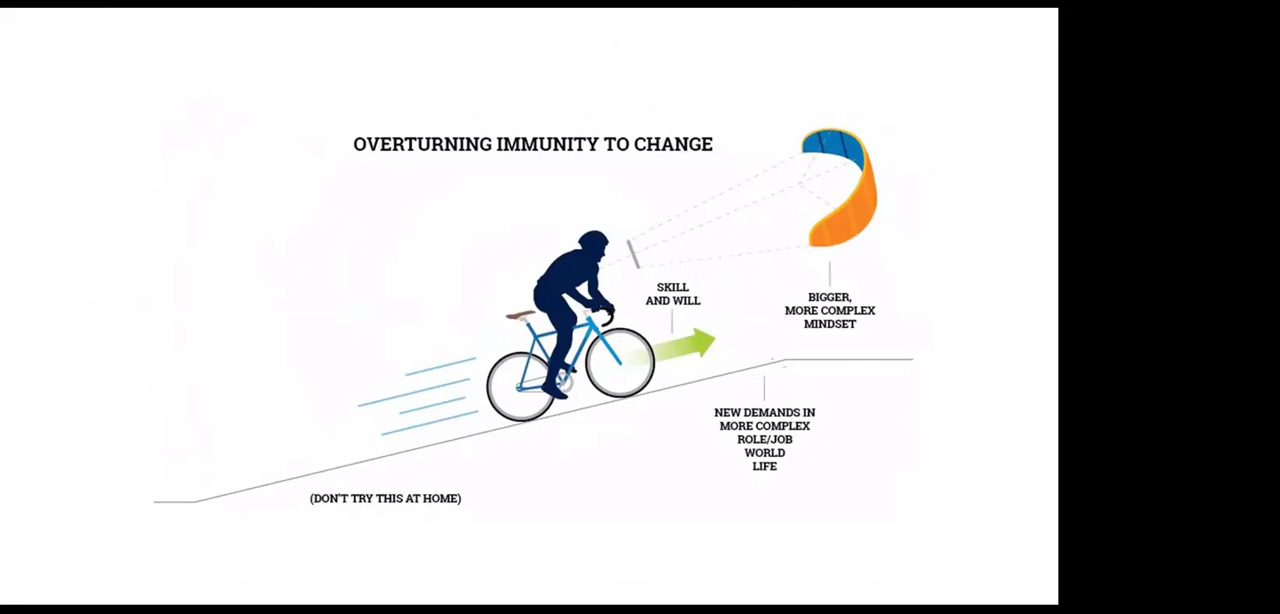 OVERTURNING IMMUNITY TO CHANGE
SKILL
AND WILL
BIGGER,
MORE COMPLEX
MINDSET
NEW DEMANDS IN
MORE COMPLEX
ROLE/JOB
WORLD
LIFE
(DON'T TRY THIS AT HOME)